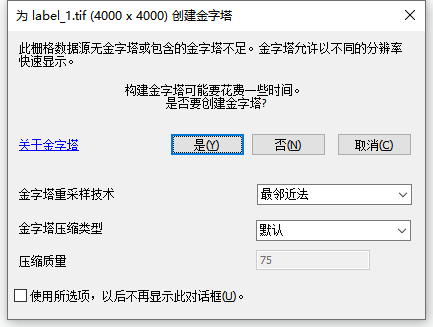 为 label_1.tif (4000 x 4000) 创建金字塔
此栅格数据源无金字塔或包含的金字塔不足。金字塔允许以不同的分辨率
快速显示。
构建金字塔可能要花费一些时间。
是否要创建金字塔?
关于金字塔 是(Y) 否(N) 取消(C)
金字塔重采样技术 最邻近法
金字塔压缩类型 默认
压缩质量 75
使用所选项，以后不再显示此对话框(U)。